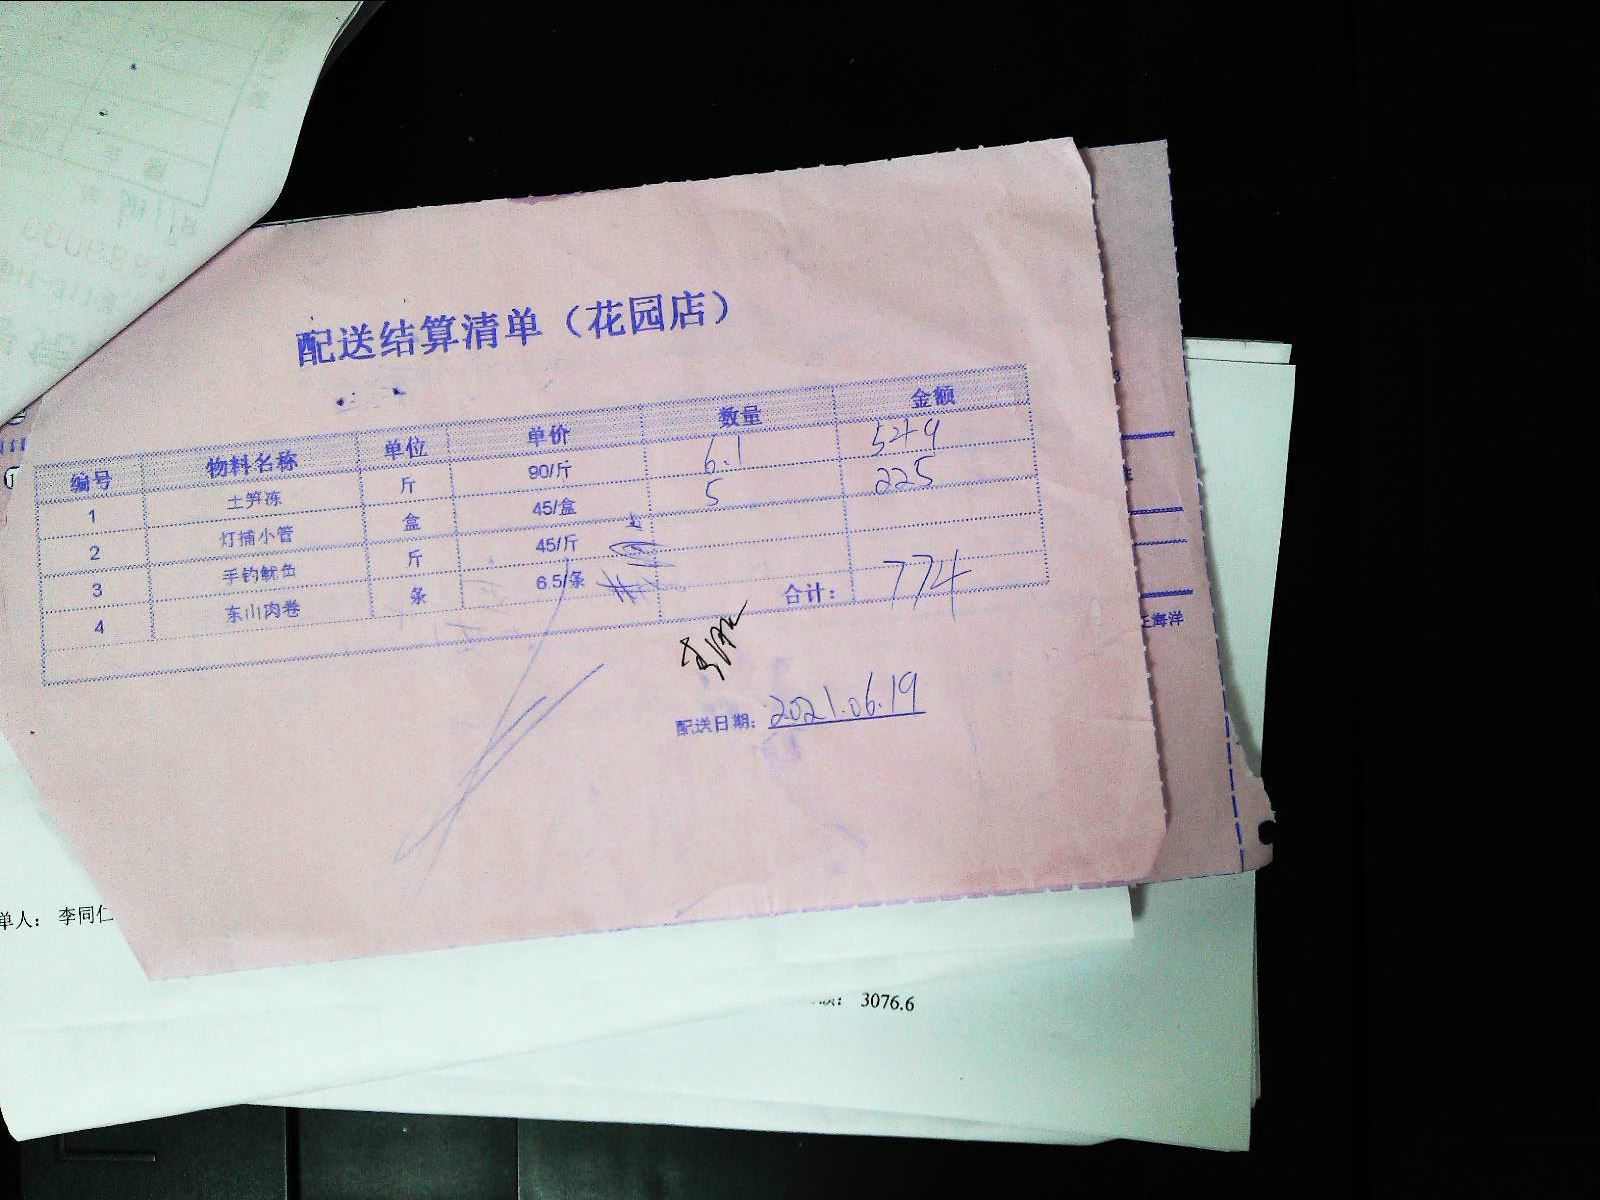 配送结算清单（花园店）
编号 物料名称 单位 单价 数量 金额
1 土笋冻 斤 90/斤 6.1 549
2 灯捕小管 盒 45/盒 5 225
3 手钓鱿鱼 斤 45/斤
4 东山肉卷 条 6.5/条
合计： 774
配送日期： 2021.06.19
单人： 李同仁
3076.6
海洋